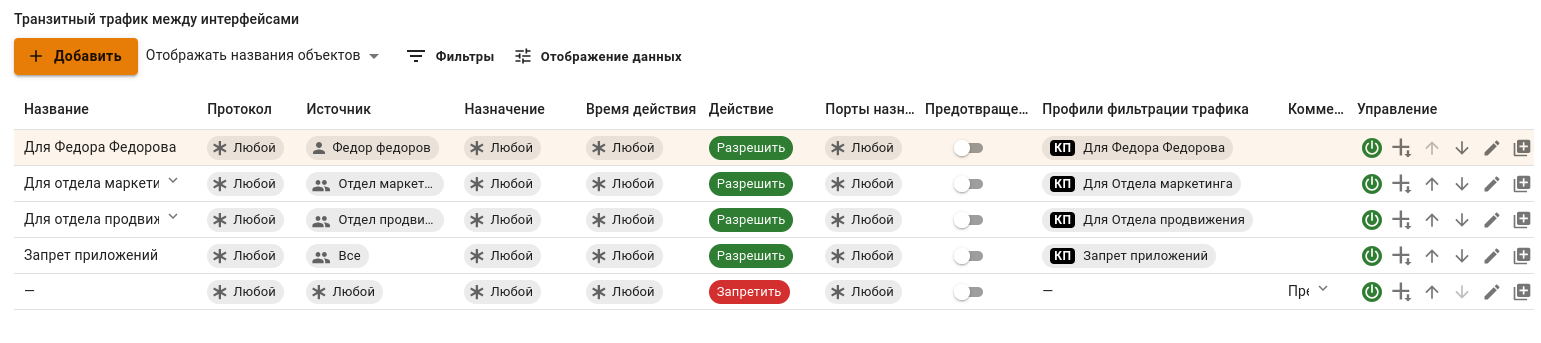 Транзитный трафик между интерфейсами
Добавить Отображать названия объектов Фильтры Отображение данных
Название Протокол Источник Назначение Время действия Действие Порты назн... Предотвраще... Профили фильтрации трафика Комме... Управление
Для Федора Федорова Любой Федор федоров Любой Любой Разрешить Любой КП Для Федора Федорова
Для отдела маркети Любой Отдел маркет... Любой Любой Разрешить Любой КП Для Отдела маркетинга
Для отдела продвиж Любой Отдел продви... Любой Любой Разрешить Любой КП Для Отдела продвижения
Запрет приложений Любой Все Любой Любой Разрешить Любой КП Запрет приложений
— Любой Любой Любой Любой Запретить Любой — Пре